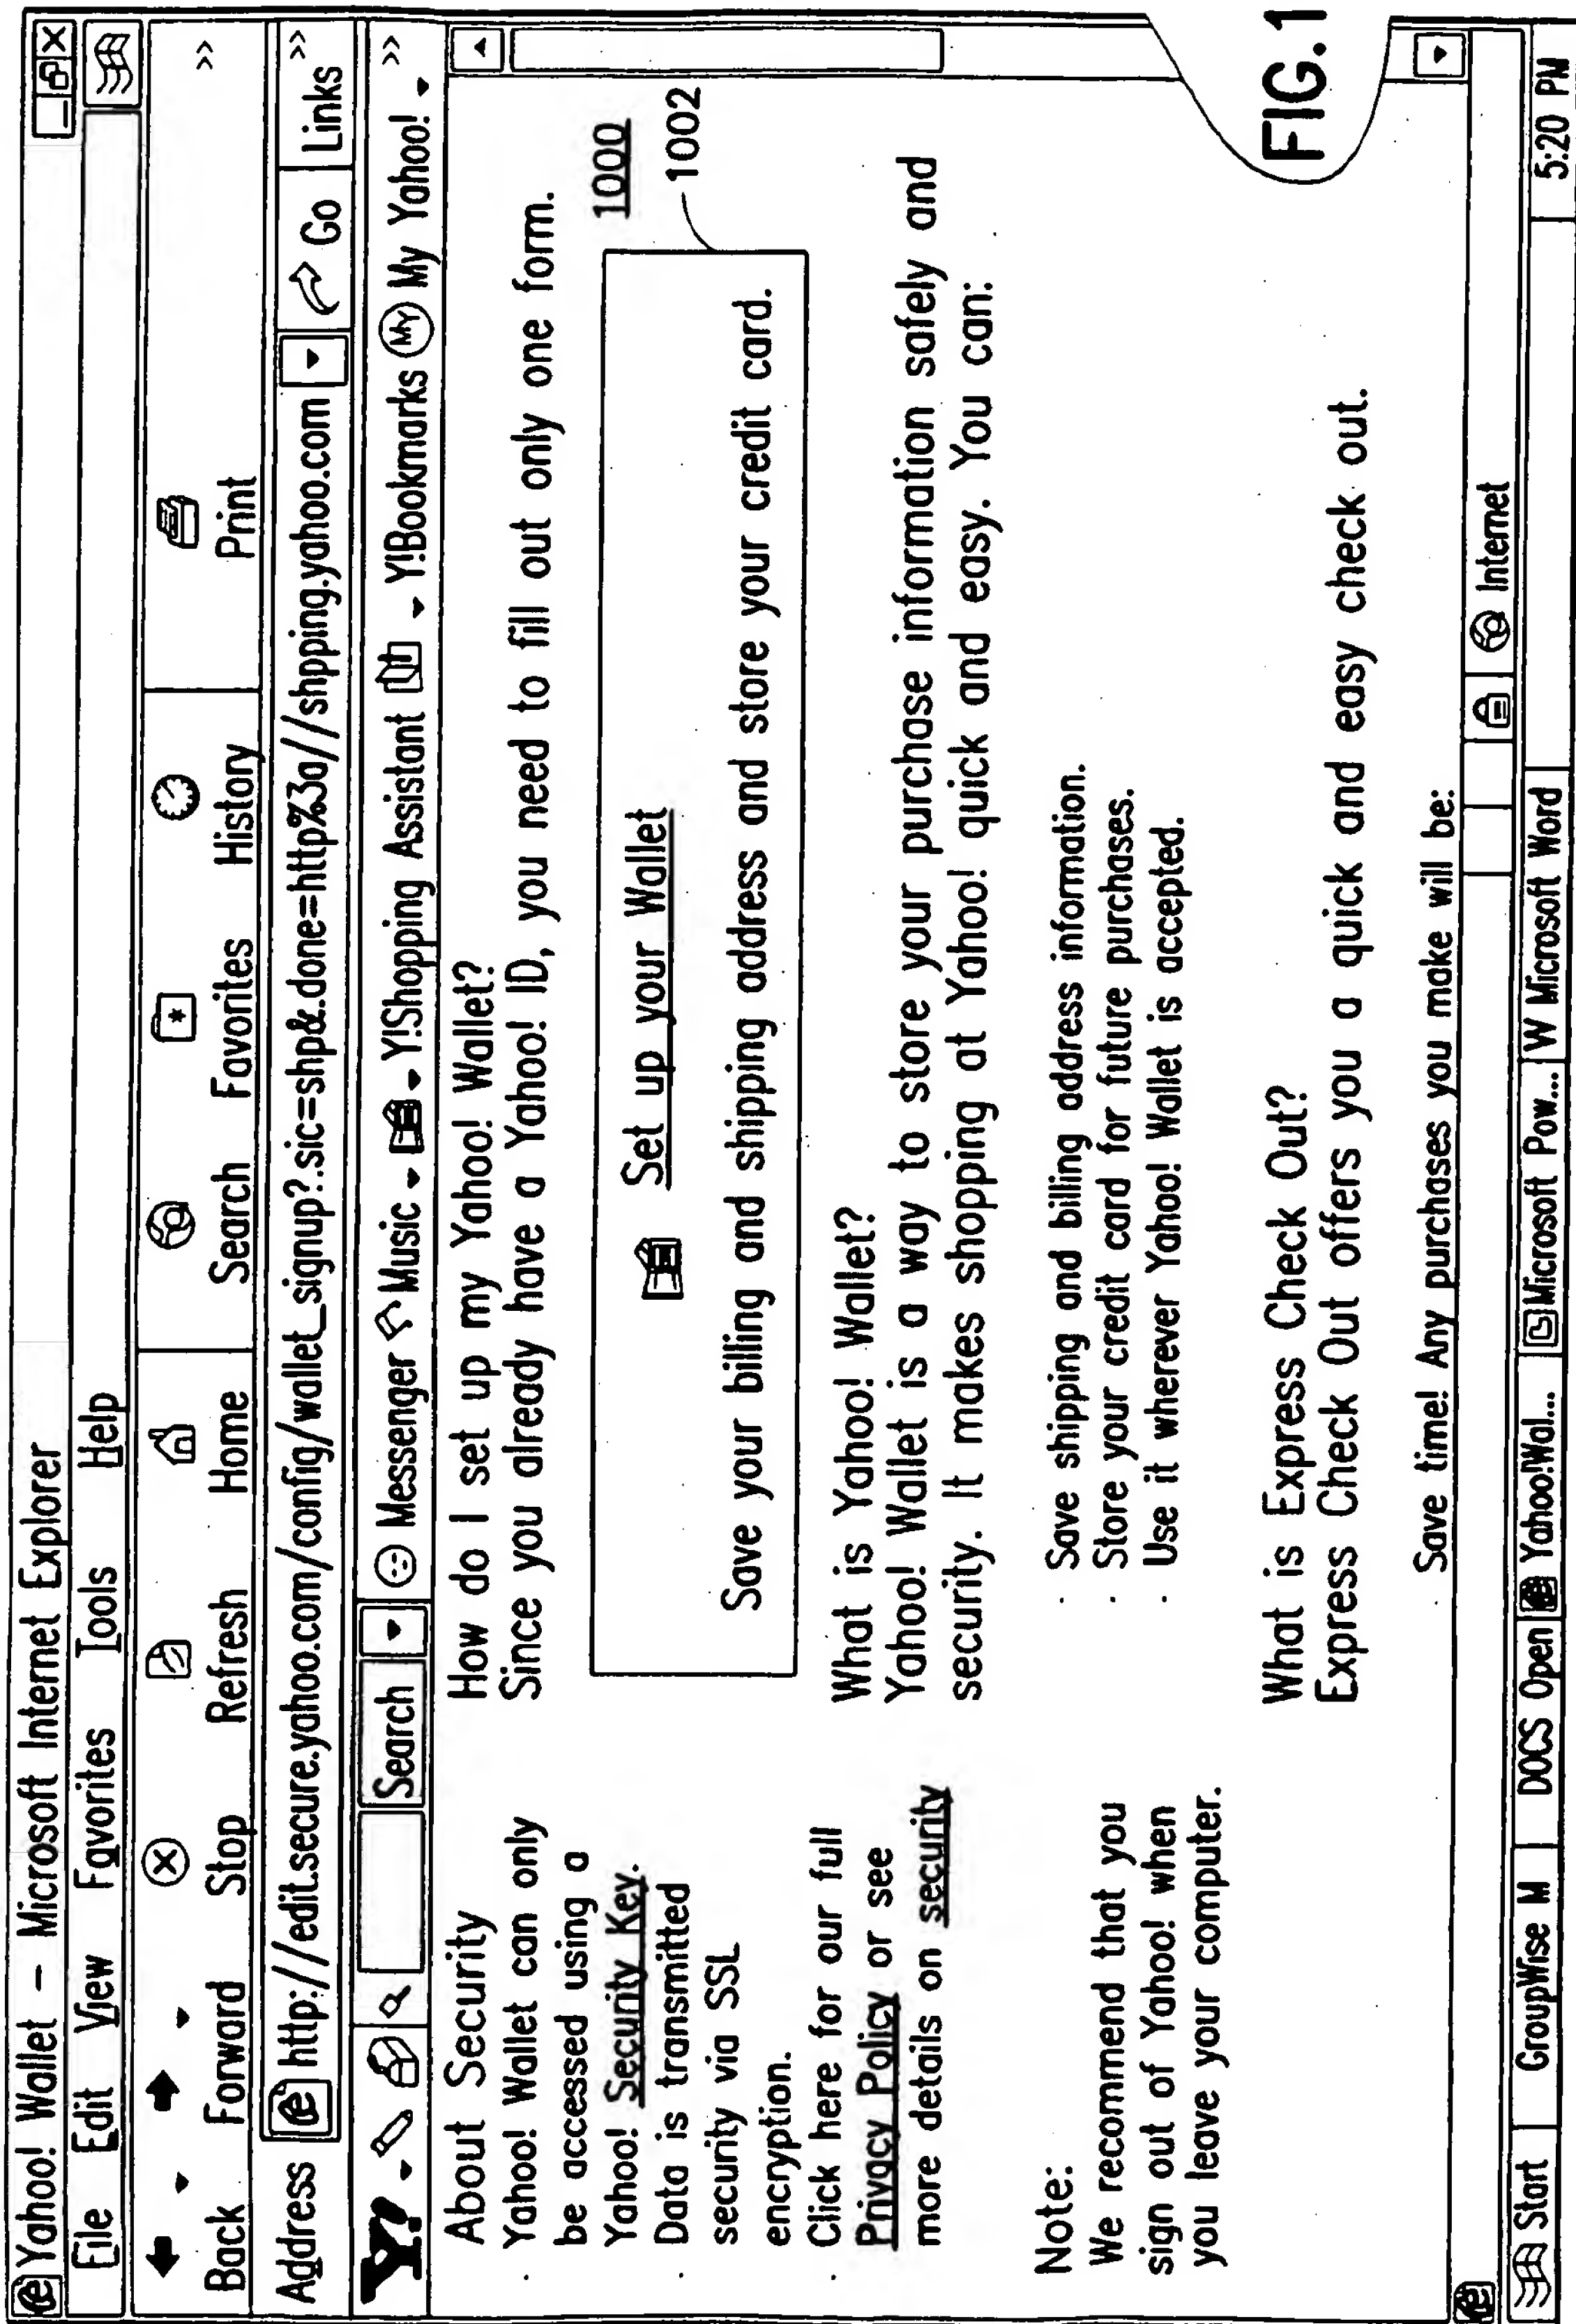 Yahoo! Wallet – Microsoft Internet Explorer
File Edit View Favorites Tools Help
Back Forward Stop Refresh Home Search Favorites History Print »
Address http://edit.secure.yahoo.com/config/wallet_signup?.sic=shp&.done=http%3a//shpping.yahoo.com Go Links »
Y! Search Messenger Music Y!Shopping Assistant Y!Bookmarks MY My Yahoo! »
About Security
· Yahoo! Wallet can only
be accessed using a
Yahoo! Security Key.
· Data is transmitted
security via SSL
encryption.
· Click here for our full
Privacy Policy or see
more details on security
Note:
We recommend that you
sign out of Yahoo! when
you leave your computer.
How do I set up my Yahoo! Wallet?
Since you already have a Yahoo! ID, you need to fill out only one form.
1000
1002
Set up your Wallet
Save your billing and shipping address and store your credit card.
What is Yahoo! Wallet?
Yahoo! Wallet is a way to store your purchase information safely and
security. It makes shopping at Yahoo! quick and easy. You can:
· Save shipping and billing address information.
· Store your credit card for future purchases.
· Use it wherever Yahoo! Wallet is accepted.
What is Express Check Out?
Express Check Out offers you a quick and easy check out.
Save time! Any purchases you make will be:
FIG.1
Internet
Start GroupWise M DOCS Open Yahoo!Wal... Microsoft Pow... W Microsoft Word 5:20 PM